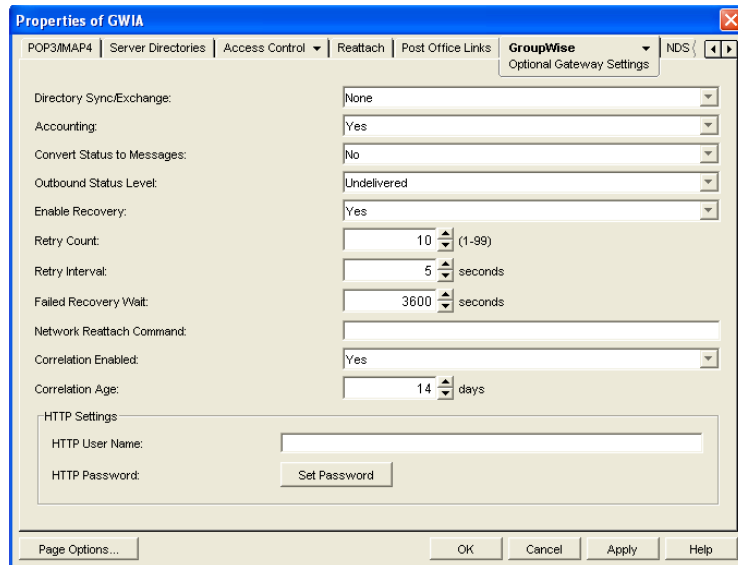 Properties of GWIA
POP3/IMAP4 Server Directories Access Control Reattach Post Office Links GroupWise NDS
Optional Gateway Settings
Directory Sync/Exchange: None
Accounting: Yes
Convert Status to Messages: No
Outbound Status Level: Undelivered
Enable Recovery: Yes
Retry Count: 10 (1-99)
Retry Interval: 5 seconds
Failed Recovery Wait: 3600 seconds
Network Reattach Command:
Correlation Enabled: Yes
Correlation Age: 14 days
HTTP Settings
HTTP User Name:
HTTP Password: Set Password
Page Options... OK Cancel Apply Help